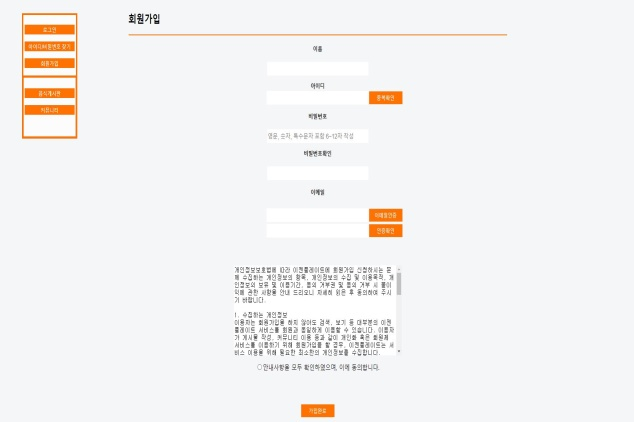 회원가입
로그인
아이디/비밀번호 찾기
회원가입
공지게시판
커뮤니티
이름
아이디
중복확인
비밀번호
영문, 숫자, 특수문자 포함 6~12자 작성
비밀번호확인
이메일
이메일인증
인증확인
개인정보보호법에 따라 이젠플레이트에 회원가입 신청하시는 분
께 수집하는 개인정보의 항목, 개인정보의 수집 및 이용목적, 개
인정보의 보유 및 이용기간, 동의 거부권 및 동의 거부 시 불이
익에 관한 사항을 안내 드리오니 자세히 읽은 후 동의하여 주시
기 바랍니다.
1. 수집하는 개인정보
이용자는 회원가입을 하지 않아도 검색, 보기 등 대부분의 이젠
플레이트 서비스를 회원과 동일하게 이용할 수 있습니다. 이용자
가 게시물 작성, 커뮤니티 이용 등과 같이 개인화 혹은 회원제
서비스를 이용하기 위해 회원가입을 할 경우, 이젠플레이트는 서
비스 이용을 위해 필요한 최소한의 개인정보를 수집합니다.
안내사항을 모두 확인하였으며, 이에 동의합니다.
가입완료